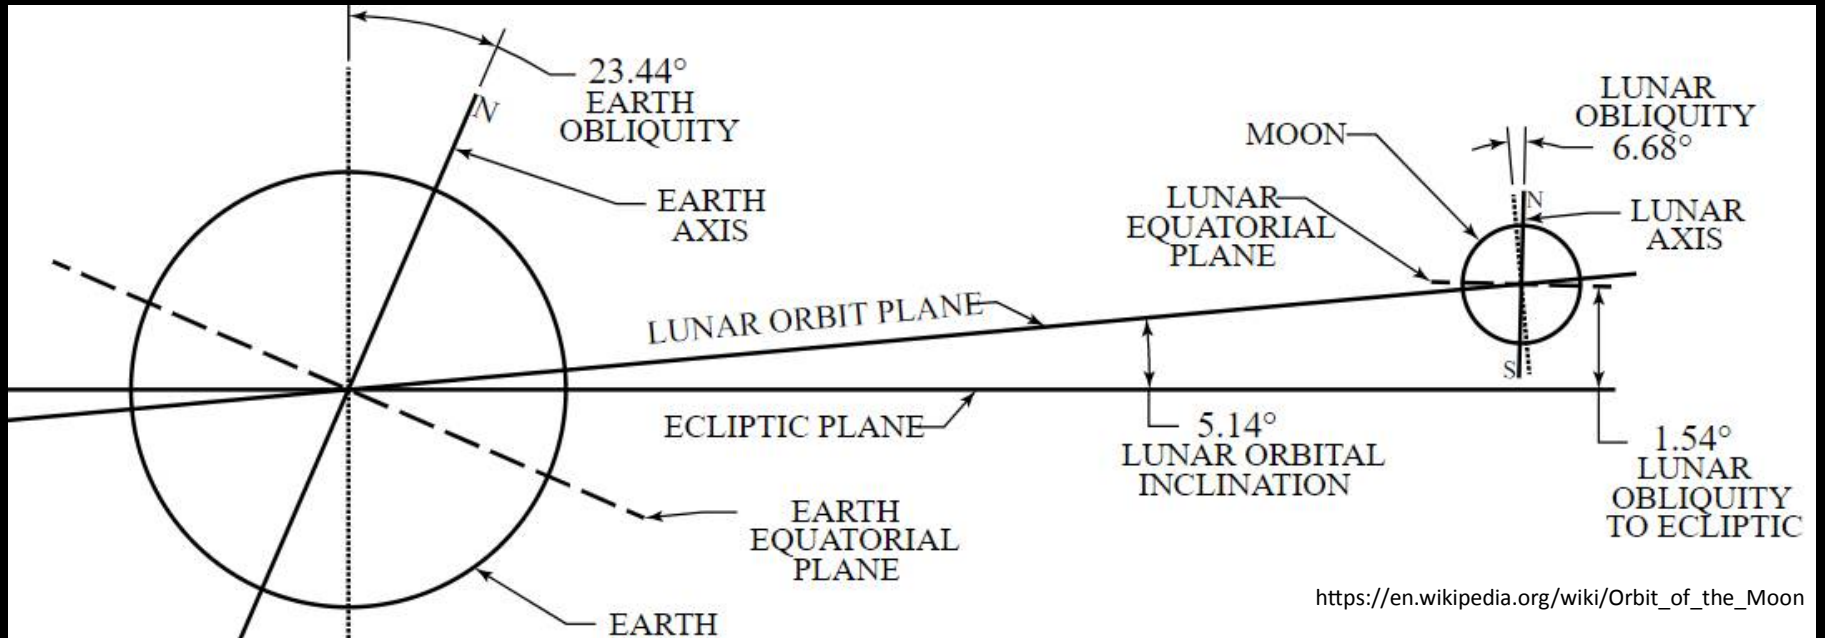 23.44°
EARTH
OBLIQUITY
N
EARTH
AXIS
LUNAR
OBLIQUITY
6.68°
MOON
LUNAR
EQUATORIAL
PLANE
N
LUNAR
AXIS
S
LUNAR ORBIT PLANE
ECLIPTIC PLANE
5.14°
LUNAR ORBITAL
INCLINATION
1.54°
LUNAR
OBLIQUITY
TO ECLIPTIC
EARTH
EQUATORIAL
PLANE
EARTH
https://en.wikipedia.org/wiki/Orbit_of_the_Moon